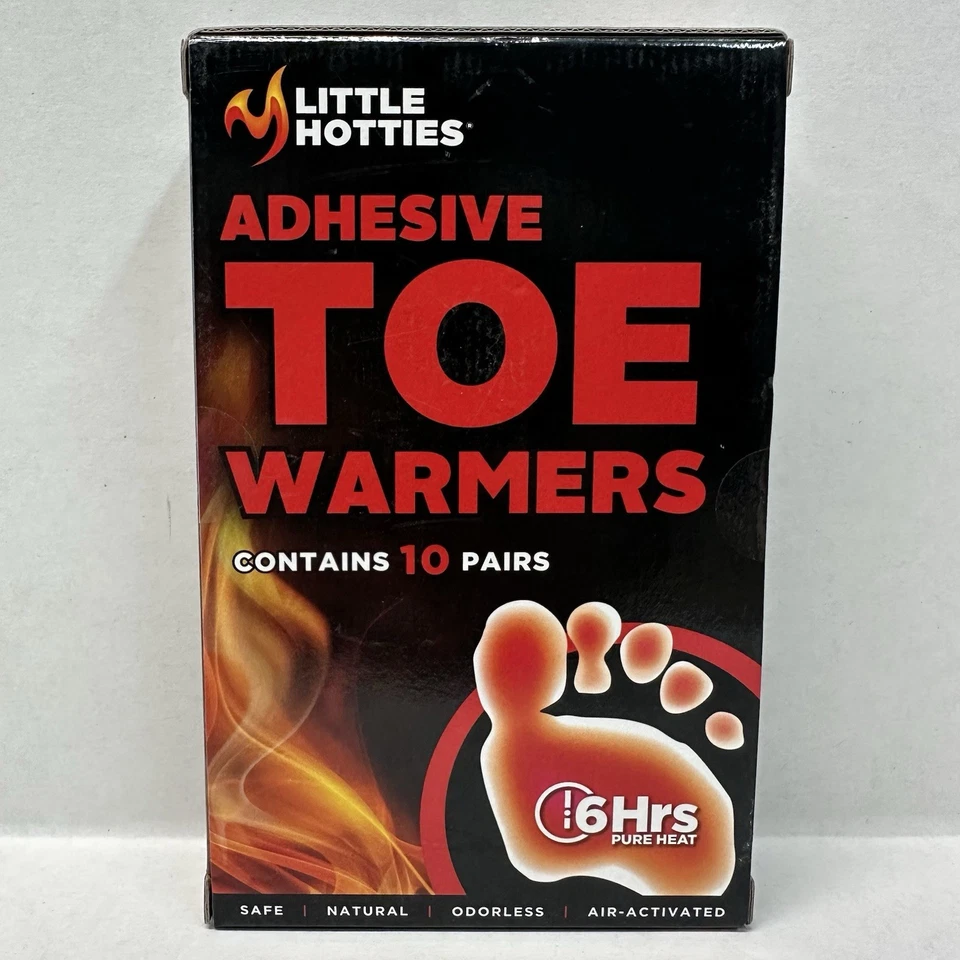 LITTLE
HOTTIES®
ADHESIVE
TOE
WARMERS
CONTAINS 10 PAIRS
6Hrs
PURE HEAT
SAFE | NATURAL | ODORLESS | AIR-ACTIVATED